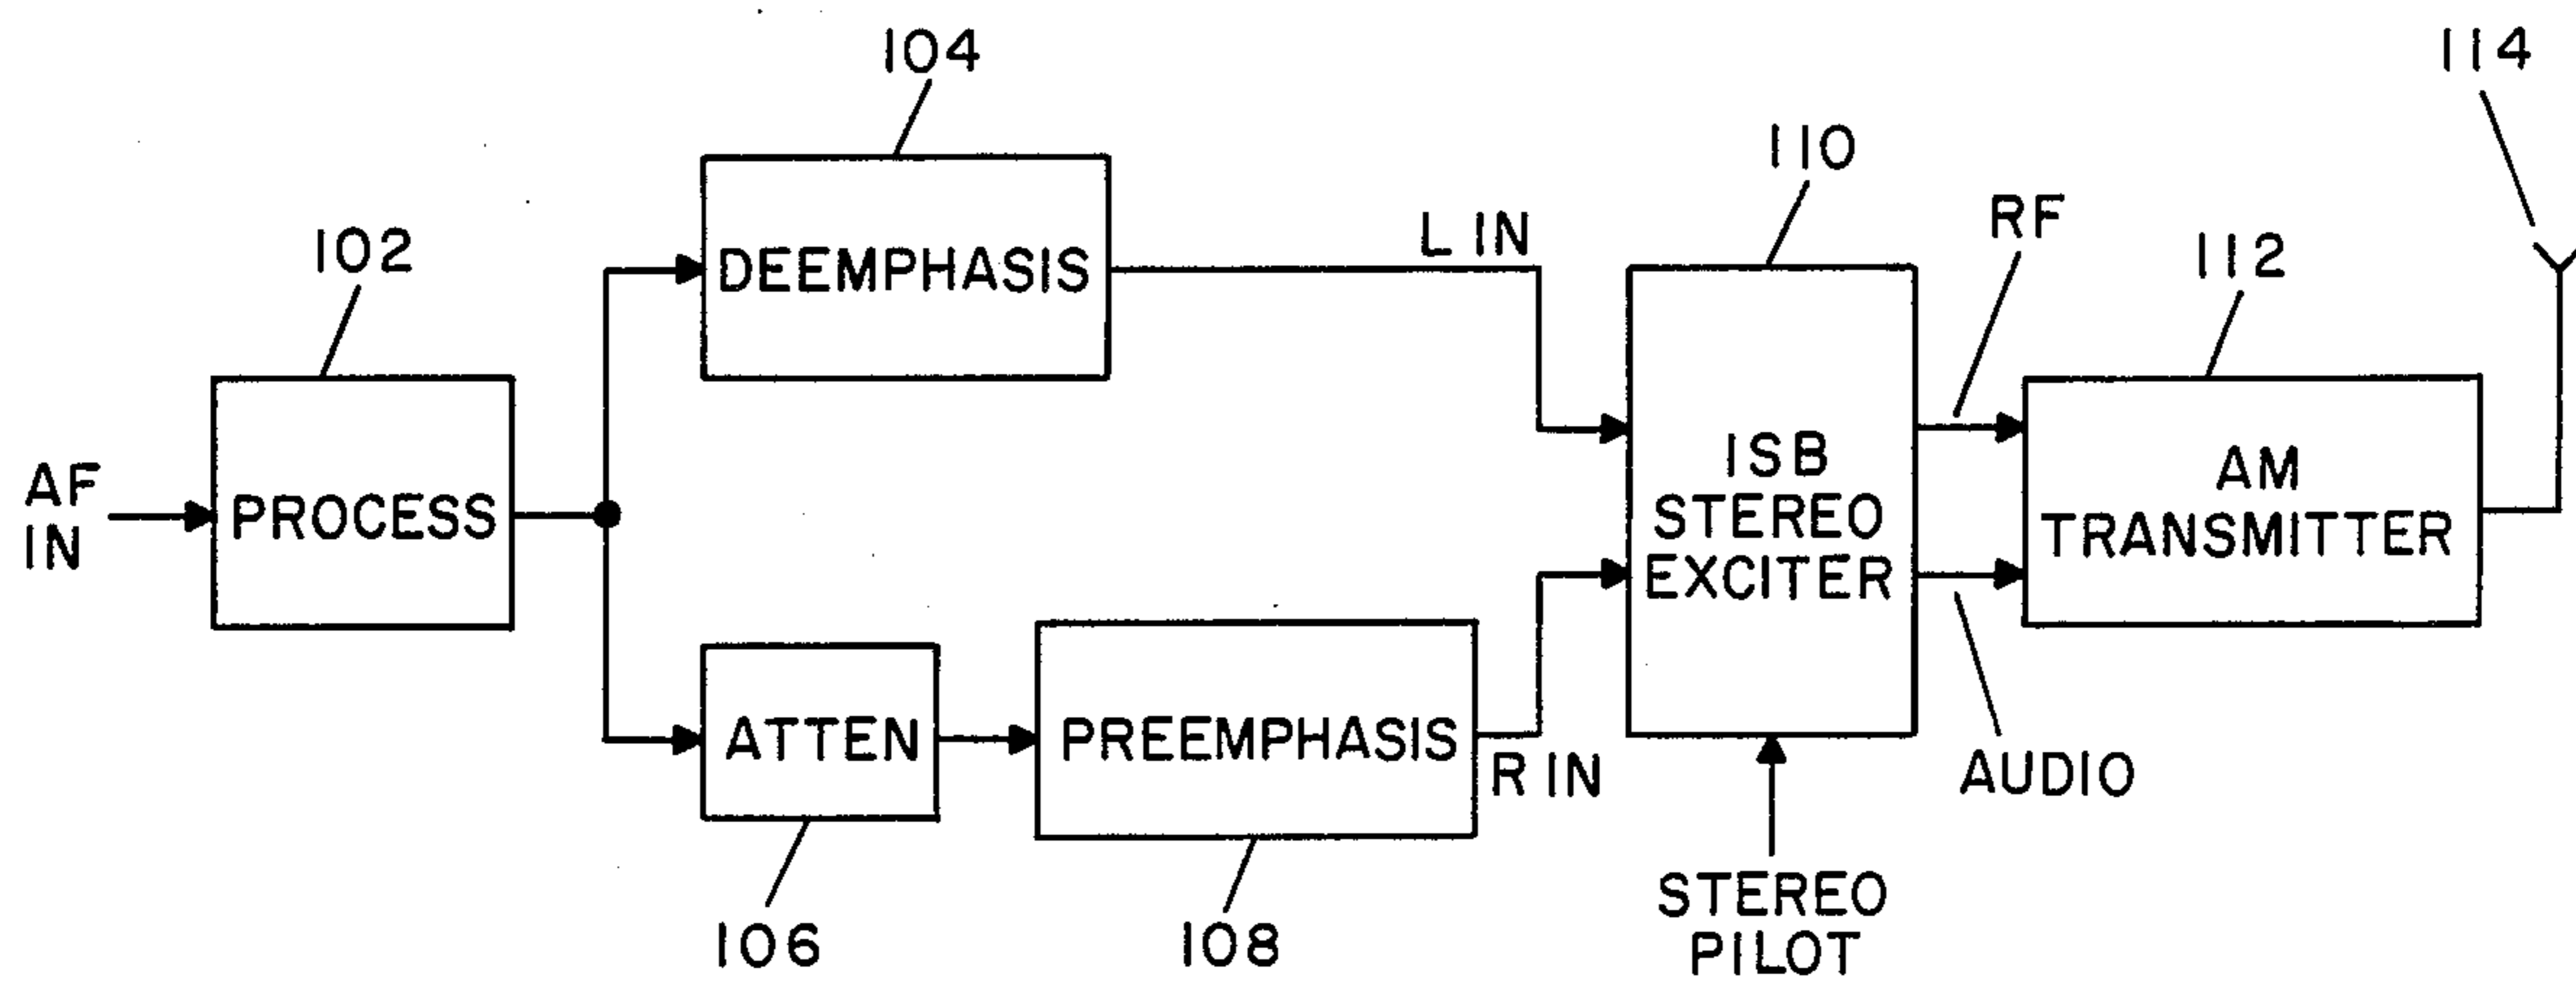 104
114
110
RF
102
L IN
112
DEEMPHASIS
AF
IN
PROCESS
ISB
STEREO
EXCITER
AM
TRANSMITTER
ATTEN
PREEMPHASIS
R IN
AUDIO
STEREO
PILOT
106
108